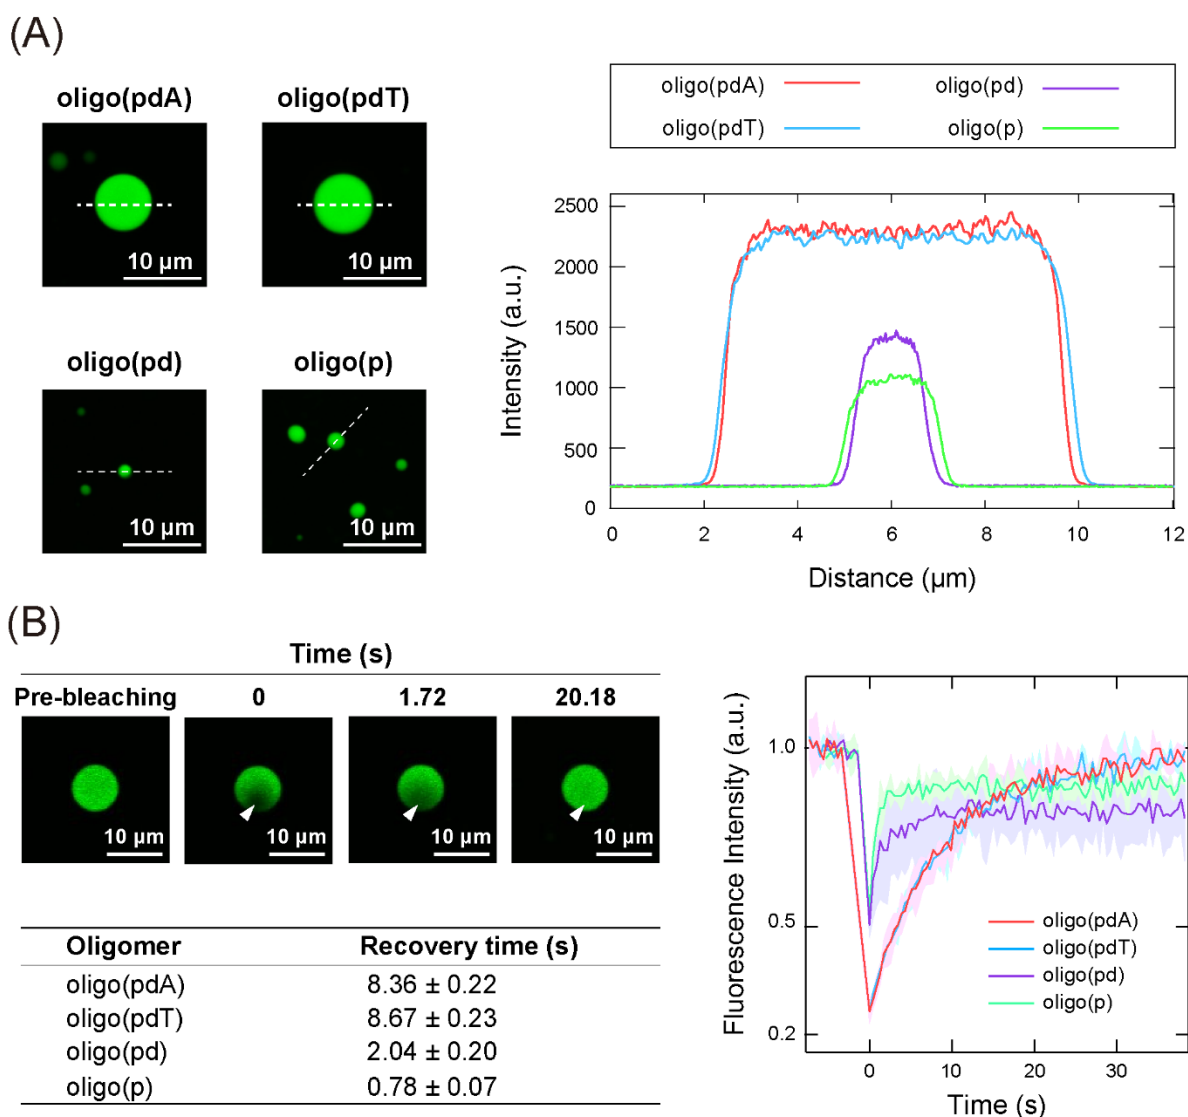 (A)
oligo(pdA)
oligo(pdT)
10 µm
10 µm
oligo(pd)
oligo(p)
10 µm
10 µm
oligo(pdA)
oligo(pd)
oligo(pdT)
oligo(p)
Intensity (a.u.)
2500
2000
1500
1000
500
0
0 2 4 6 8 10 12
Distance (µm)
(B)
Time (s)
Pre-bleaching 0 1.72 20.18
10 µm 10 µm 10 µm 10 µm
Oligomer Recovery time (s)
oligo(pdA) 8.36 ± 0.22
oligo(pdT) 8.67 ± 0.23
oligo(pd) 2.04 ± 0.20
oligo(p) 0.78 ± 0.07
Fluorescence Intensity (a.u.)
1.0
0.5
0.2
oligo(pdA)
oligo(pdT)
oligo(pd)
oligo(p)
0 10 20 30
Time (s)